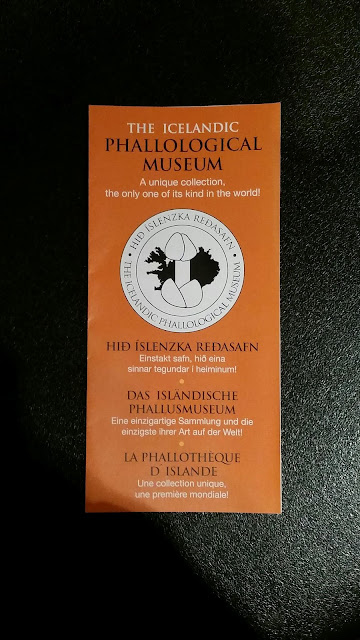 THE ICELANDIC
PHALLOLOGICAL
MUSEUM
A unique collection,
the only one of its kind in the world!
• HIÐ ÍSLENZKA REÐASAFN •
THE ICELANDIC PHALLOLOGICAL MUSEUM
HIÐ ÍSLENZKA REÐASAFN
Einstakt safn, hið eina
sinnar tegundar í heiminum!
DAS ISLÄNDISCHE
PHALLUSMUSEUM
Eine einzigartige Sammlung und die
einzigste ihrer Art auf der Welt!
LA PHALLOTHÈQUE
D´ISLANDE
Une collection unique,
une première mondiale!